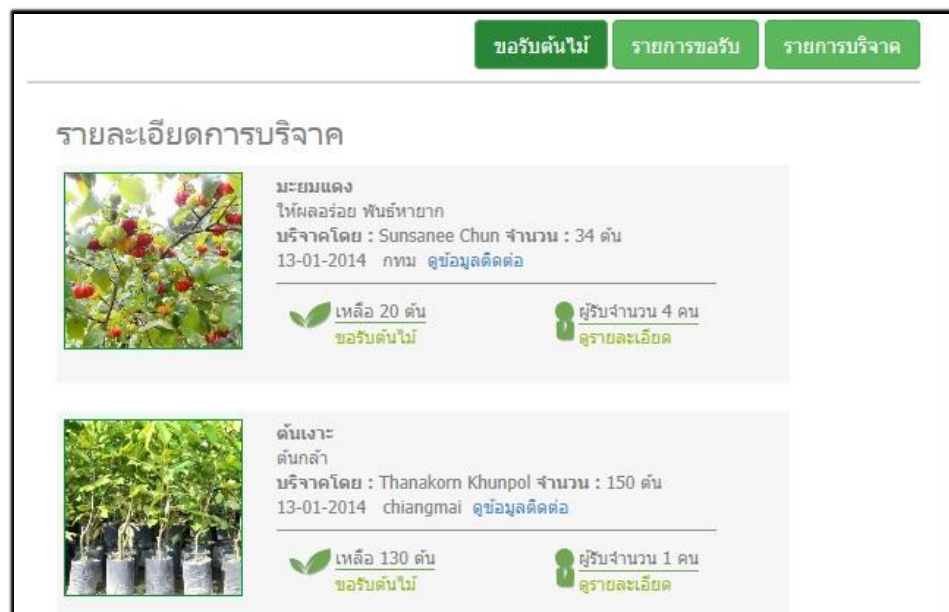 ขอรับต้นไม้ รายการขอรับ รายการบริจาค
รายละเอียดการบริจาค
มะยมแดง
ให้ผลอร่อย พันธ์หายาก
บริจาคโดย : Sunsanee Chun จำนวน : 34 ต้น
13-01-2014 กทม ดูข้อมูลติดต่อ
เหลือ 20 ต้น ผู้รับจำนวน 4 คน
ขอรับต้นไม้ ดูรายละเอียด
ต้นเงาะ
ต้นกล้า
บริจาคโดย : Thanakorn Khunpol จำนวน : 150 ต้น
13-01-2014 chiangmai ดูข้อมูลติดต่อ
เหลือ 130 ต้น ผู้รับจำนวน 1 คน
ขอรับต้นไม้ ดูรายละเอียด